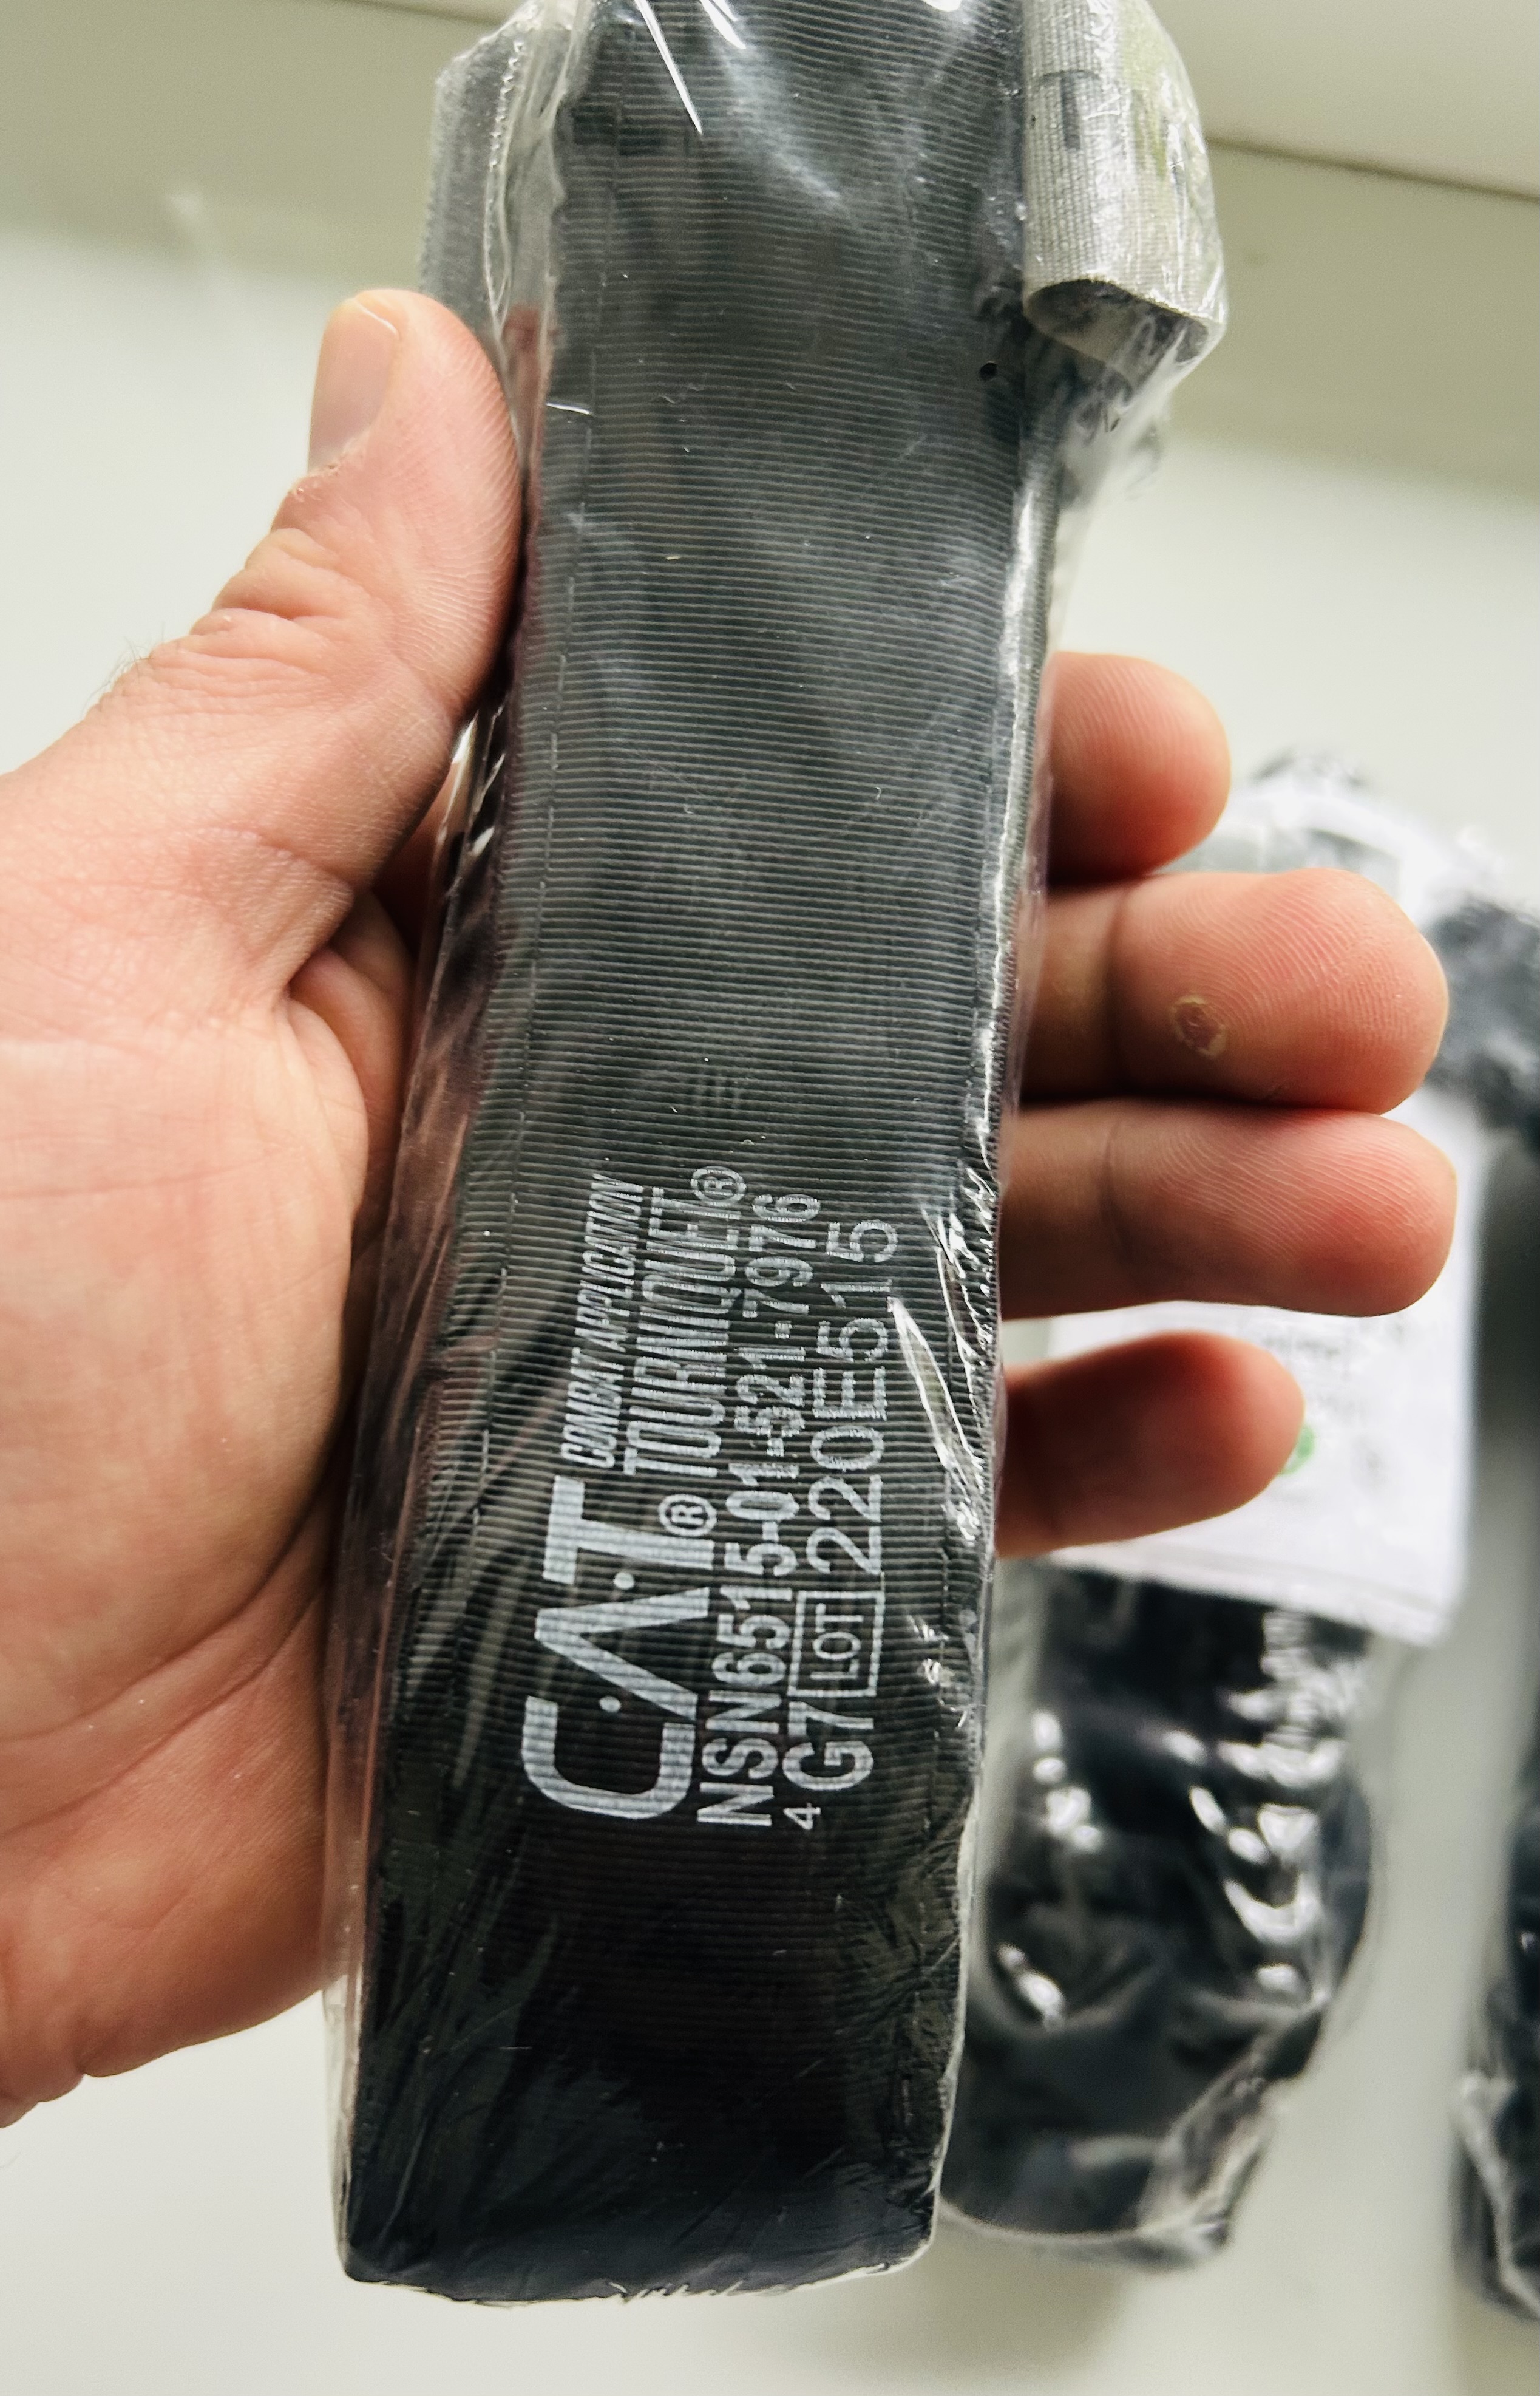 C·A·T® COMBAT APPLICATION
TOURNIQUET®
NSN6515-01-521-7976
4 G7 LOT 220E515
T